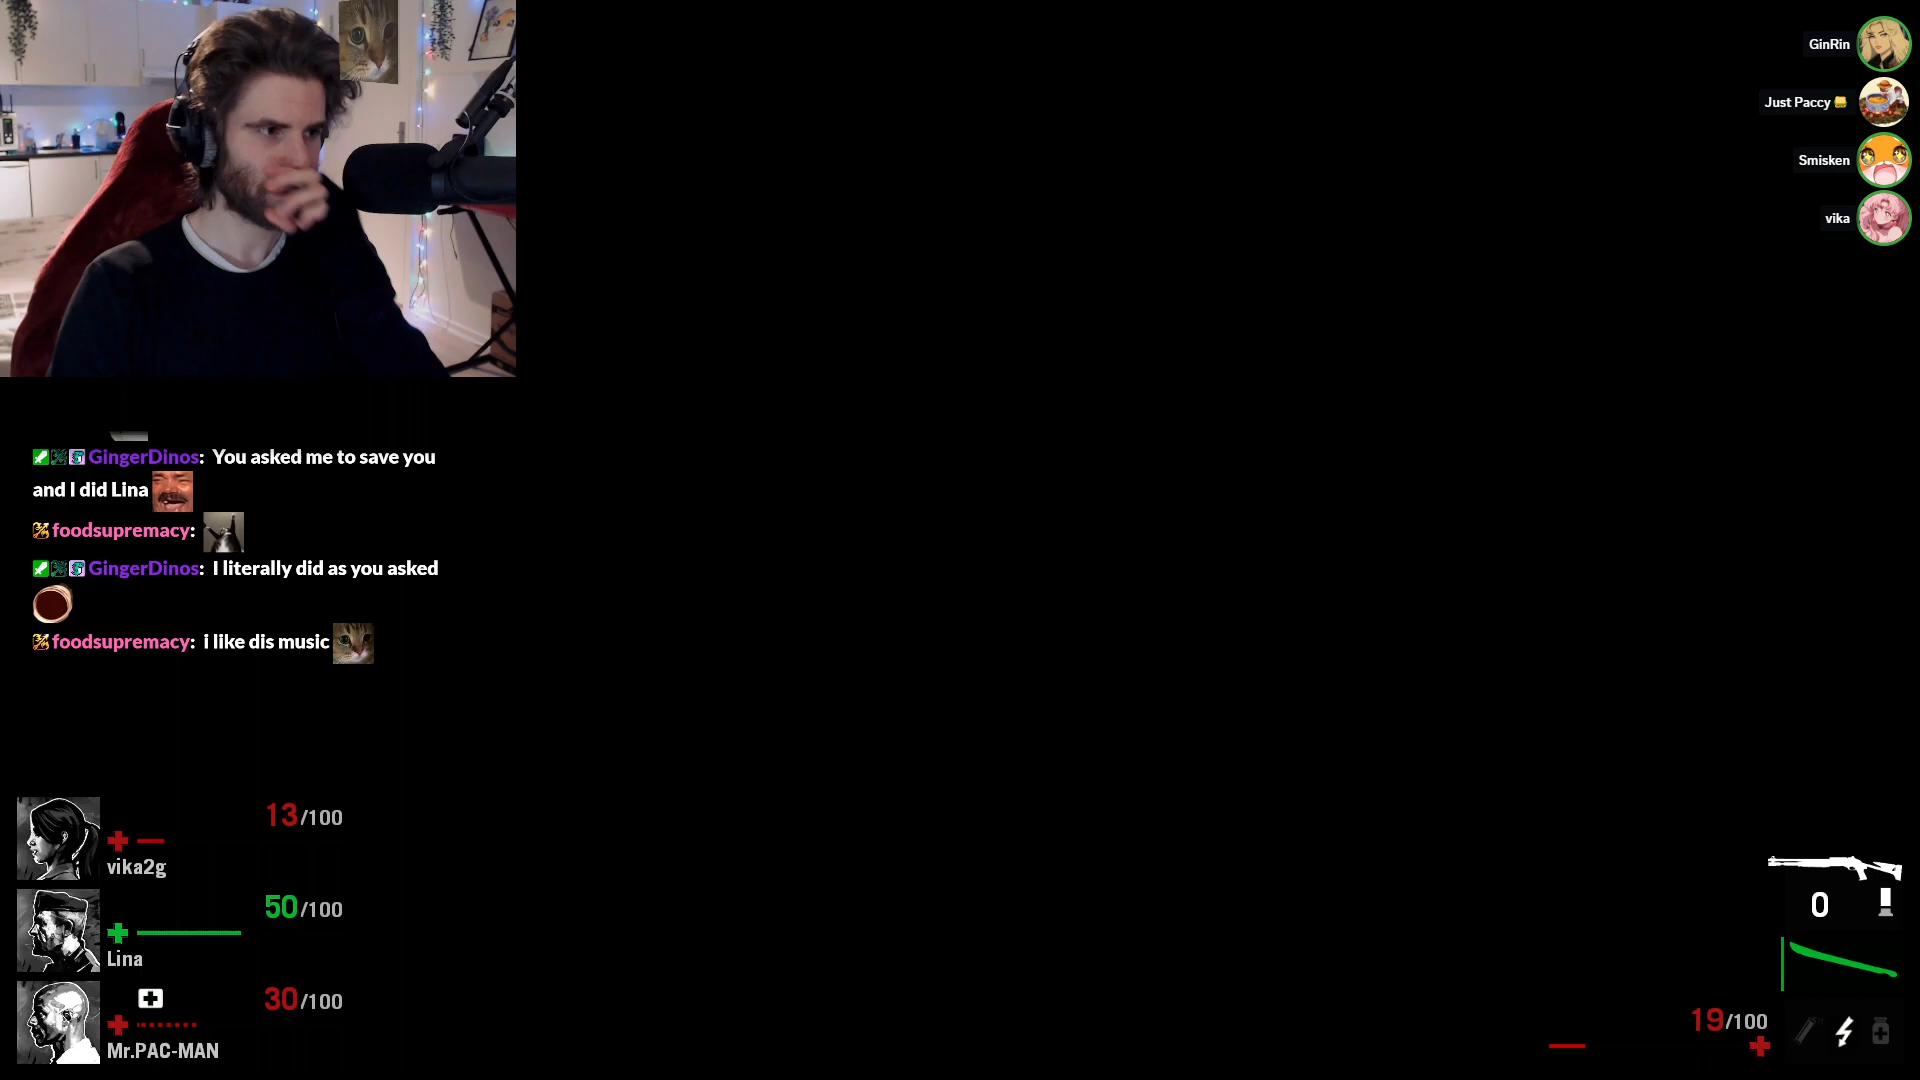 GinRin
Just Paccy
Smisken
vika
GingerDinos: You asked me to save you
and I did Lina
foodsupremacy:
GingerDinos: I literally did as you asked
foodsupremacy: i like dis music
13/100
vika2g
50/100
Lina
30/100
Mr.PAC-MAN
0
19/100